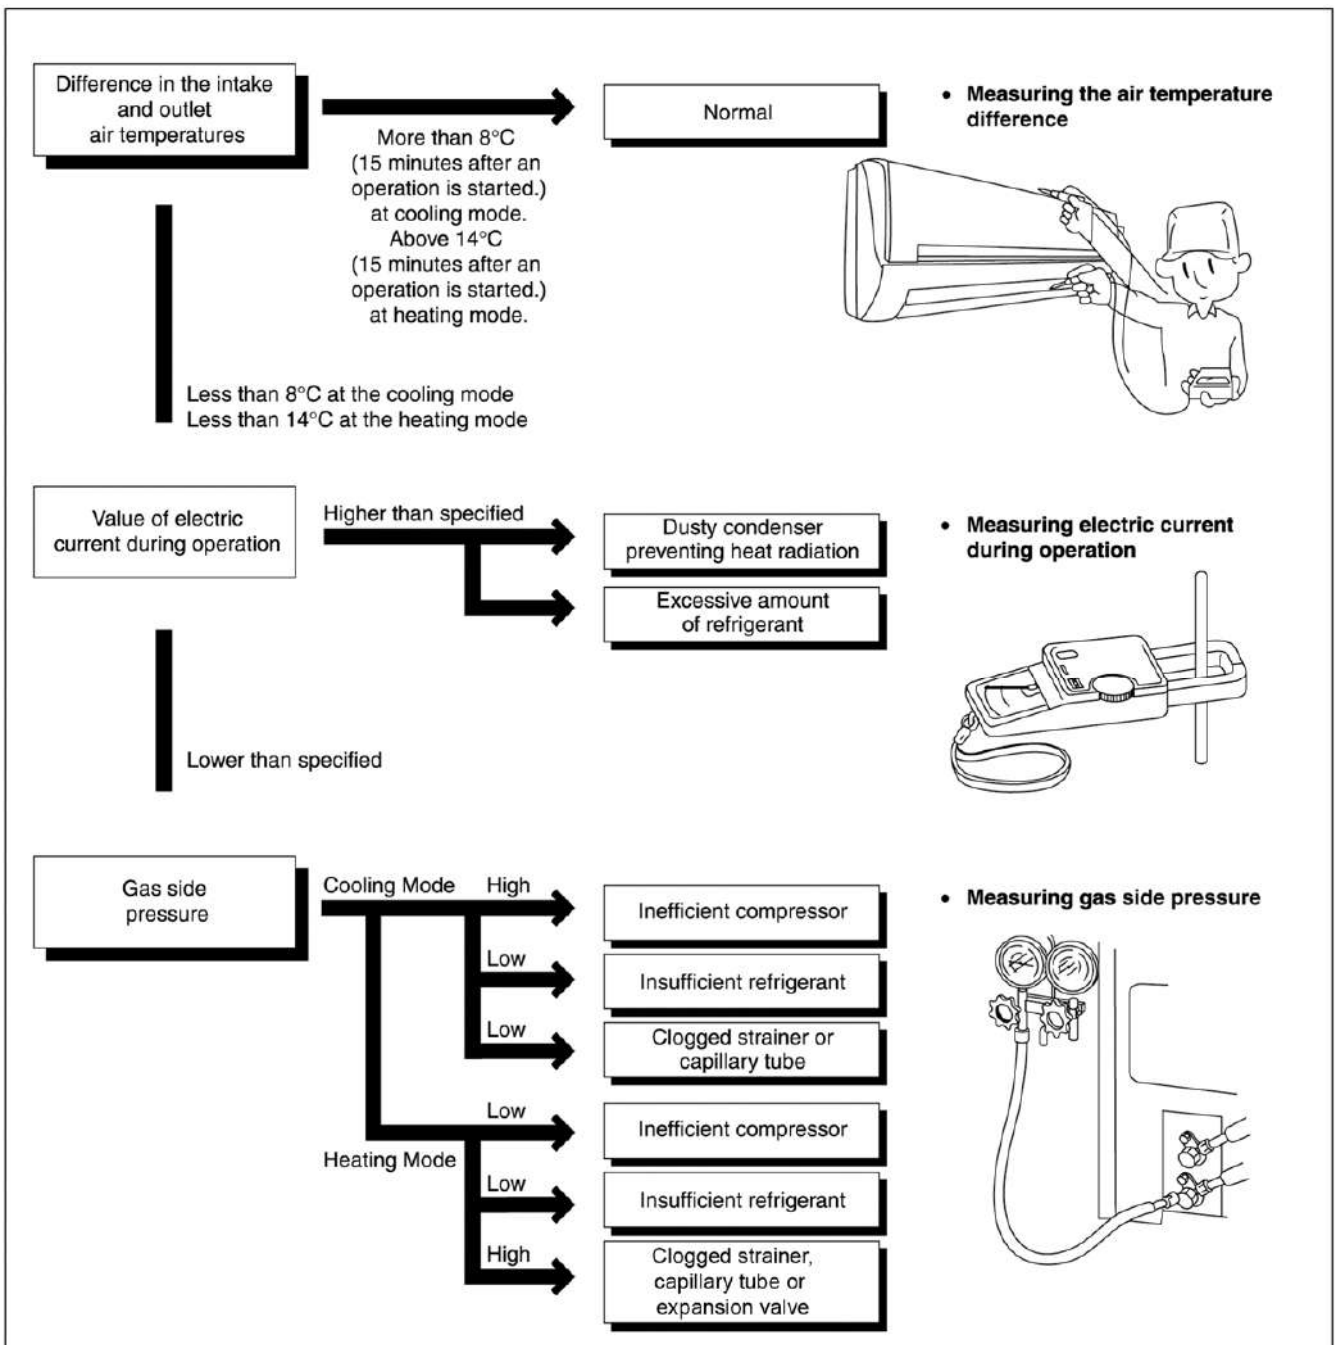 Difference in the intake
and outlet
air temperatures
More than 8°C
(15 minutes after an
operation is started.)
at cooling mode.
Above 14°C
(15 minutes after an
operation is started.)
at heating mode.
Normal
• Measuring the air temperature
difference
Less than 8°C at the cooling mode
Less than 14°C at the heating mode
Value of electric
current during operation
Higher than specified
Dusty condenser
preventing heat radiation
Excessive amount
of refrigerant
• Measuring electric current
during operation
Lower than specified
Gas side
pressure
Cooling Mode
High
Inefficient compressor
Low
Insufficient refrigerant
Low
Clogged strainer or
capillary tube
Heating Mode
Low
Inefficient compressor
Low
Insufficient refrigerant
High
Clogged strainer,
capillary tube or
expansion valve
• Measuring gas side pressure